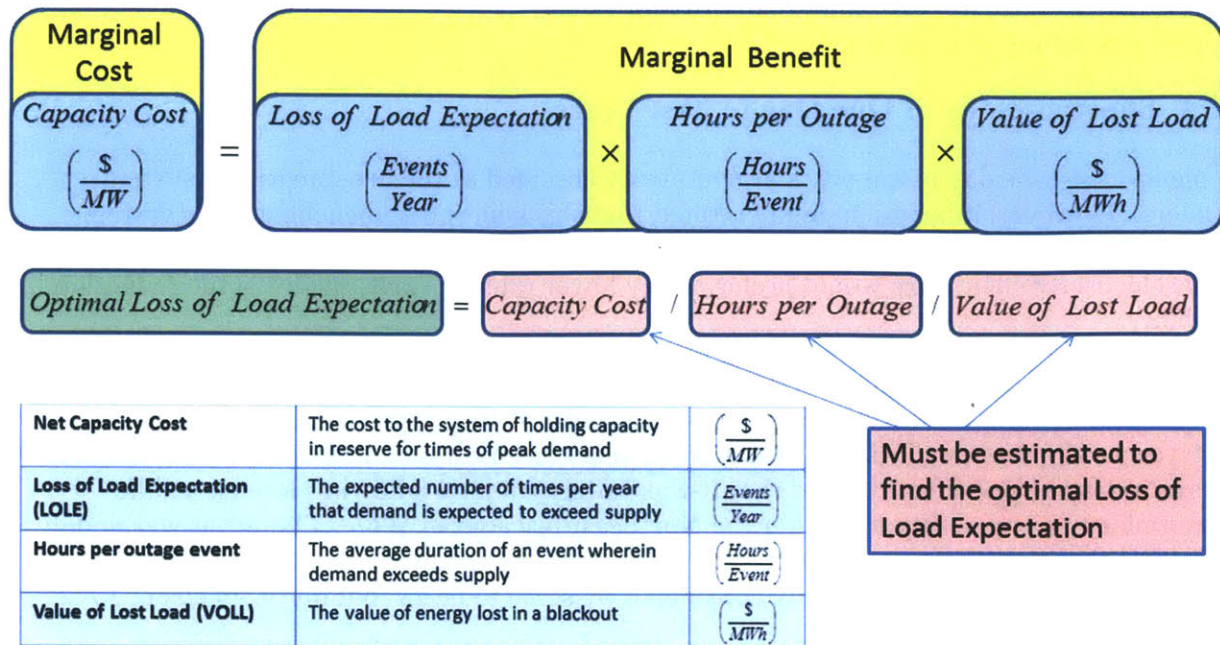 Marginal
Cost
Marginal Benefit
Capacity Cost
($/MW)
=
Loss of Load Expectation
(Events/Year)
×
Hours per Outage
(Hours/Event)
×
Value of Lost Load
($/MWh)
Optimal Loss of Load Expectation = Capacity Cost / Hours per Outage / Value of Lost Load
Net Capacity Cost
The cost to the system of holding capacity
in reserve for times of peak demand
($/MW)
Loss of Load Expectation
(LOLE)
The expected number of times per year
that demand is expected to exceed supply
(Events/Year)
Hours per outage event
The average duration of an event wherein
demand exceeds supply
(Hours/Event)
Value of Lost Load (VOLL)
The value of energy lost in a blackout
($/MWh)
Must be estimated to
find the optimal Loss of
Load Expectation